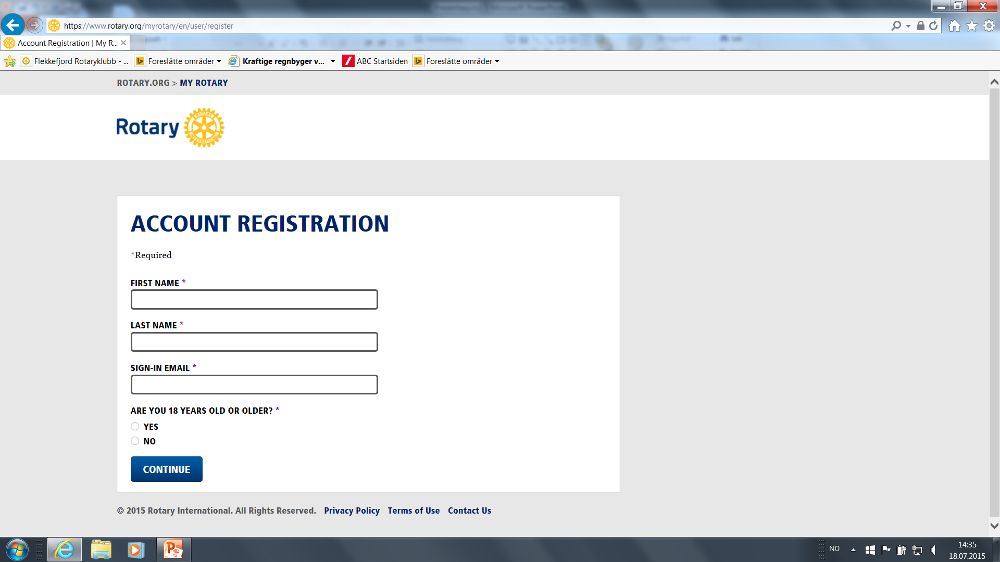 https://www.rotary.org/myrotary/en/user/register
Account Registration | My R...
Flekkefjord Rotaryklubb - ... Foreslåtte områder Kraftige regnbyger v... ABC Startsiden Foreslåtte områder
ROTARY.ORG > MY ROTARY
Rotary
ROTARY
INTERNATIONAL
ACCOUNT REGISTRATION
*Required
FIRST NAME *
LAST NAME *
SIGN-IN EMAIL *
ARE YOU 18 YEARS OLD OR OLDER? *
YES
NO
CONTINUE
© 2015 Rotary International. All Rights Reserved. Privacy Policy Terms of Use Contact Us
NO
14:35
18.07.2015